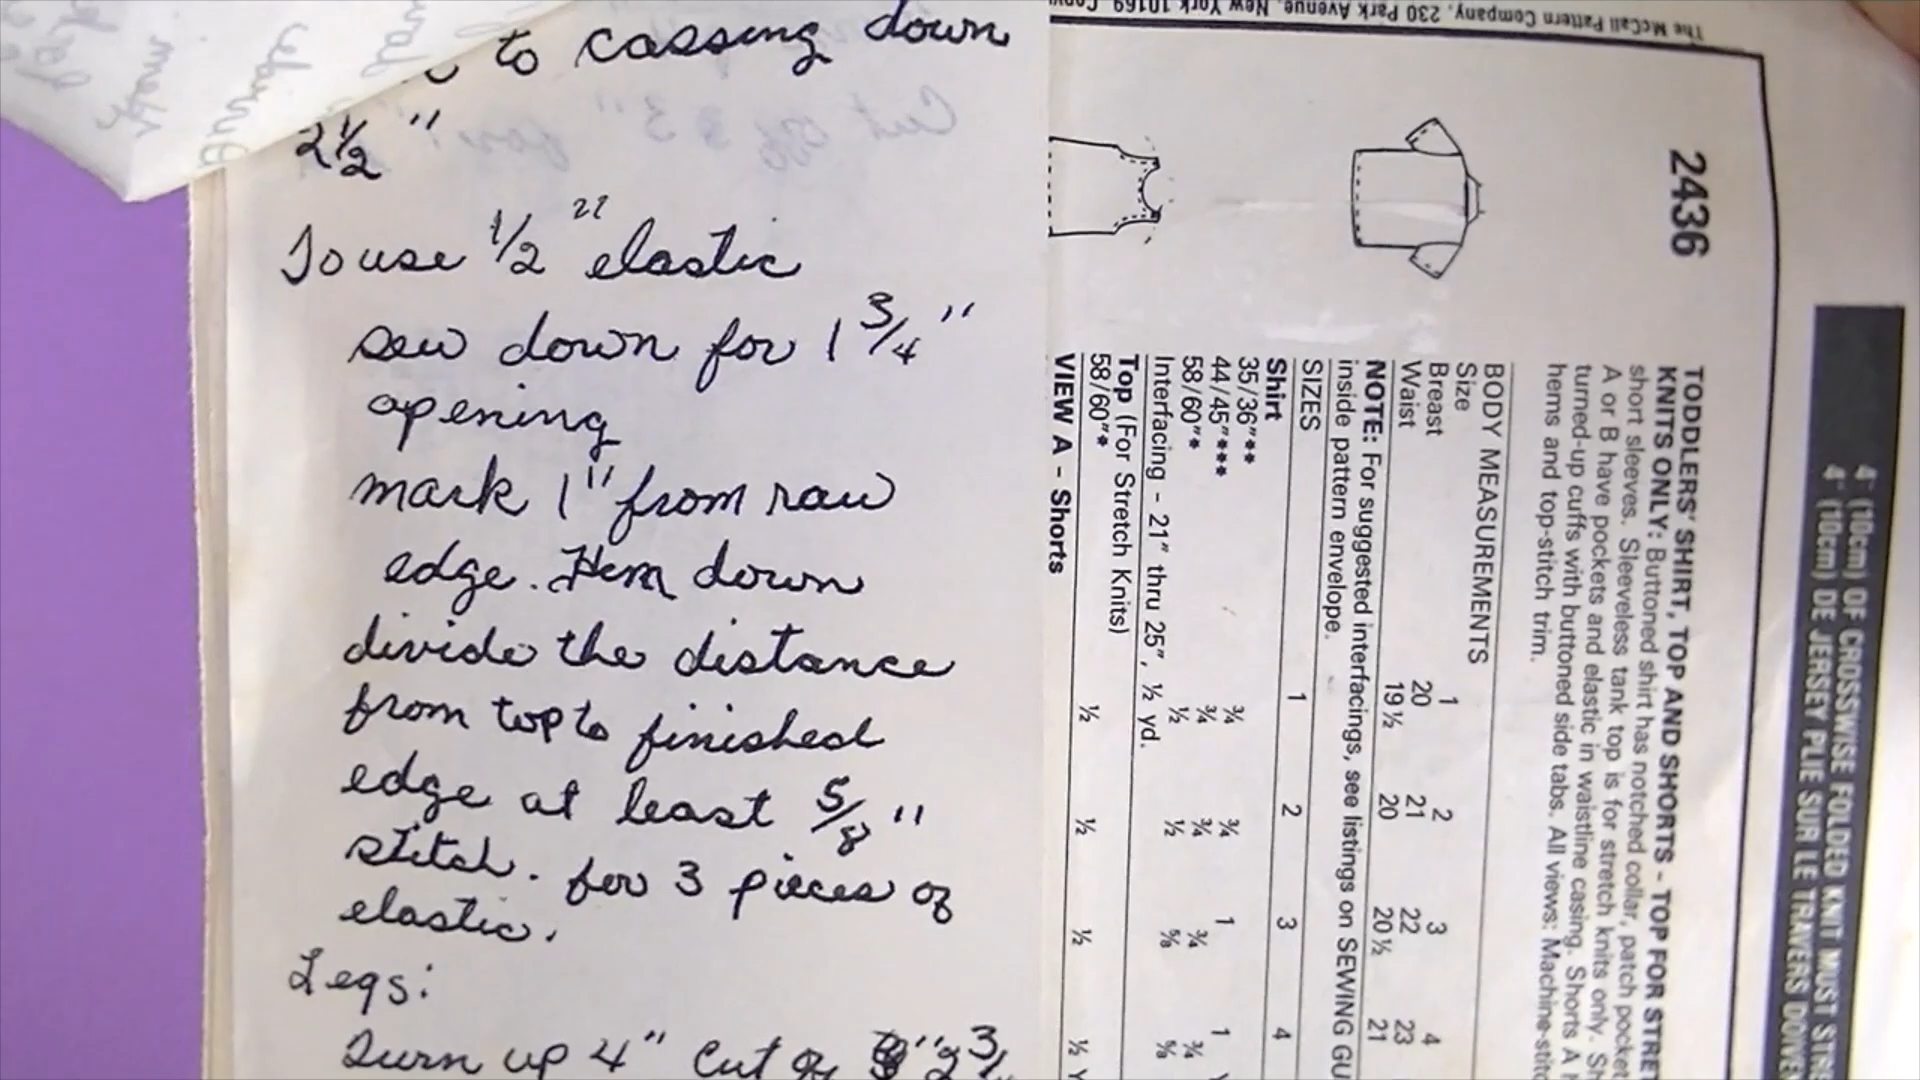 to cassing down
2½"
To use ½" elastic
sew down for 1 ¾"
opening
mark 1" from raw
edge. Hem down
divide the distance
from top to finished
edge at least 5/8"
stitch. for 3 pieces of
elastic.
Legs:
Turn up 4" Cut
The McCall Pattern Company, 230 Park Avenue, New York 10169
2436
4" (10cm) OF CROSSWISE FOLDED KNIT MUST
4" (10cm) DE JERSEY PLIE SUR LE TRAVERS
TODDLERS' SHIRT, TOP AND SHORTS - TOP FOR
KNITS ONLY: Buttoned shirt has notched collar, patch
short sleeves. Sleeveless tank top is for stretch knits only.
A or B have pockets and elastic in waistline casing. Shorts A
turned-up cuffs with buttoned side tabs. All views:
hems and top-stitch trim.
BODY MEASUREMENTS
Size 1 2 3 4
Breast 20 21 22 23
Waist 19½ 20 20½ 21
NOTE: For suggested interfacings, see listings on SEWING
inside pattern envelope.
SIZES 1 2 3 4
Shirt
35/36"** ¾ ¾ 1 1
44/45"*** ¾ ¾ ¾ ¾
58/60"* ½ ½ ⅝ ⅝
Interfacing - 21" thru 25", ½ yd.
Top (For Stretch Knits)
58/60"* ½ ½ ½ ½
VIEW A - Shorts